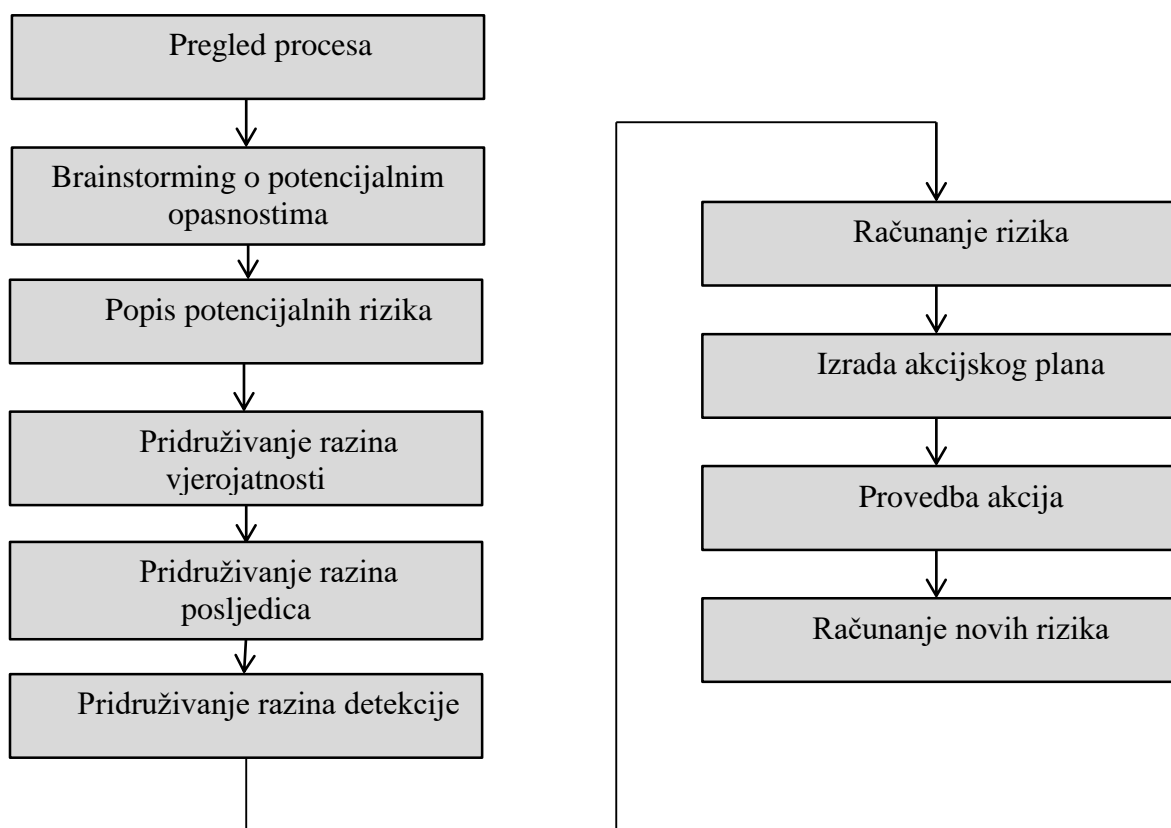 Pregled procesa
Brainstorming o potencijalnim
opasnostima
Popis potencijalnih rizika
Pridruživanje razina
vjerojatnosti
Pridruživanje razina
posljedica
Pridruživanje razina detekcije
Računanje rizika
Izrada akcijskog plana
Provedba akcija
Računanje novih rizika